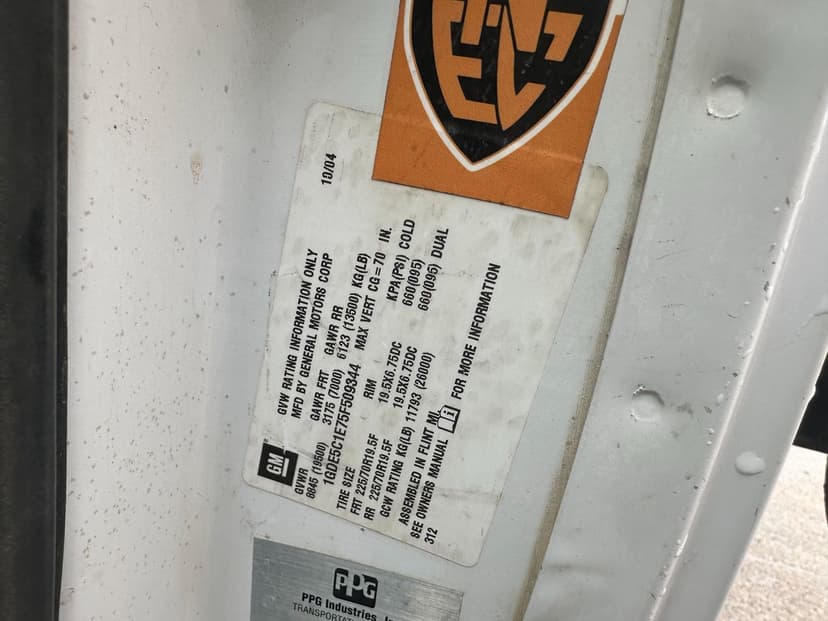 10/04
GM
GVW RATING INFORMATION ONLY
MFD BY GENERAL MOTORS CORP
GVWR GAWR FRT GAWR RR
8845 (19500) 3175 (7000) 6123 (13500) KG(LB)
1GDE5C1E75F509344 MAX VERT CG = 70 IN.
TIRE SIZE RIM KPA(PSI) COLD
FRT 225/70R19.5F 19.5X6.75DC 660(095)
RR 225/70R19.5F 19.5X6.75DC 660(095) DUAL
GCW RATING KG(LB) 11793 (26000)
ASSEMBLED IN FLINT MI.
SEE OWNERS MANUAL i FOR MORE INFORMATION
312
PPG
PPG Industries,